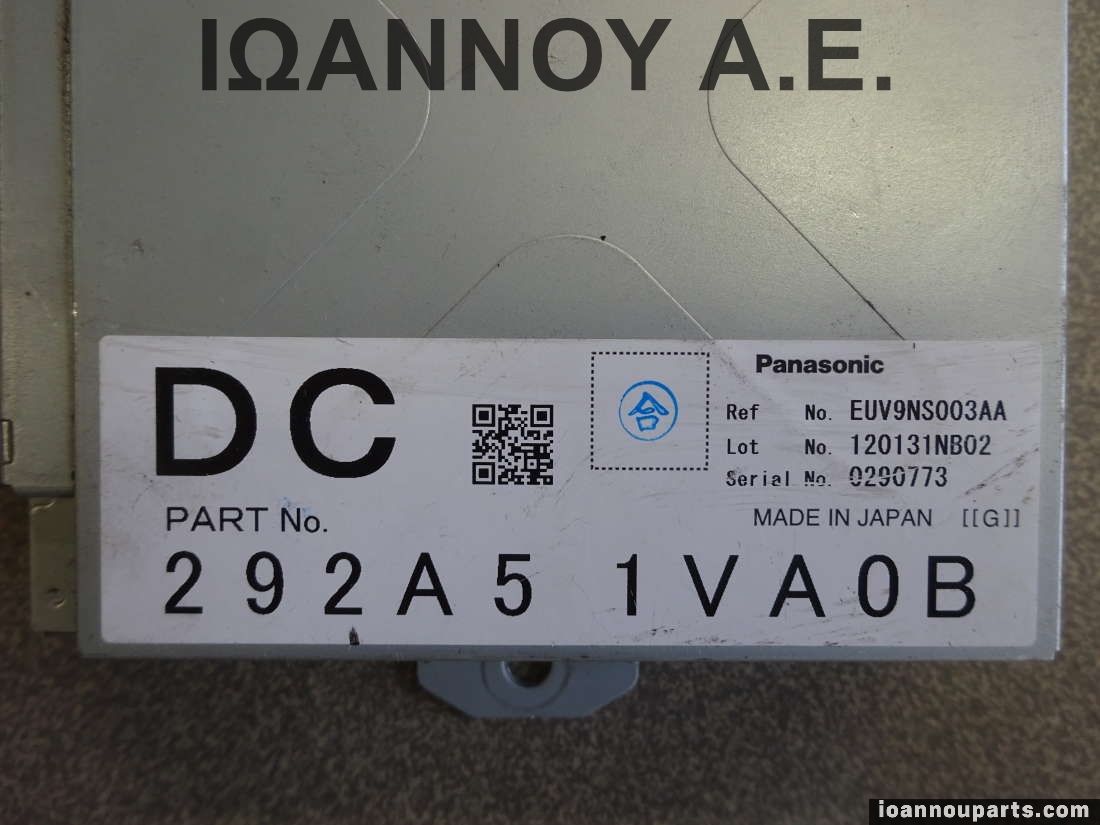 ΙΩΑΝΝΟΥ Α.Ε.
Panasonic
DC
合
Ref No. EUV9NS003AA
Lot No. 120131NB02
Serial No. 0290773
PART No.
MADE IN JAPAN [[G]]
292A5 1VA0B
ioannouparts.com